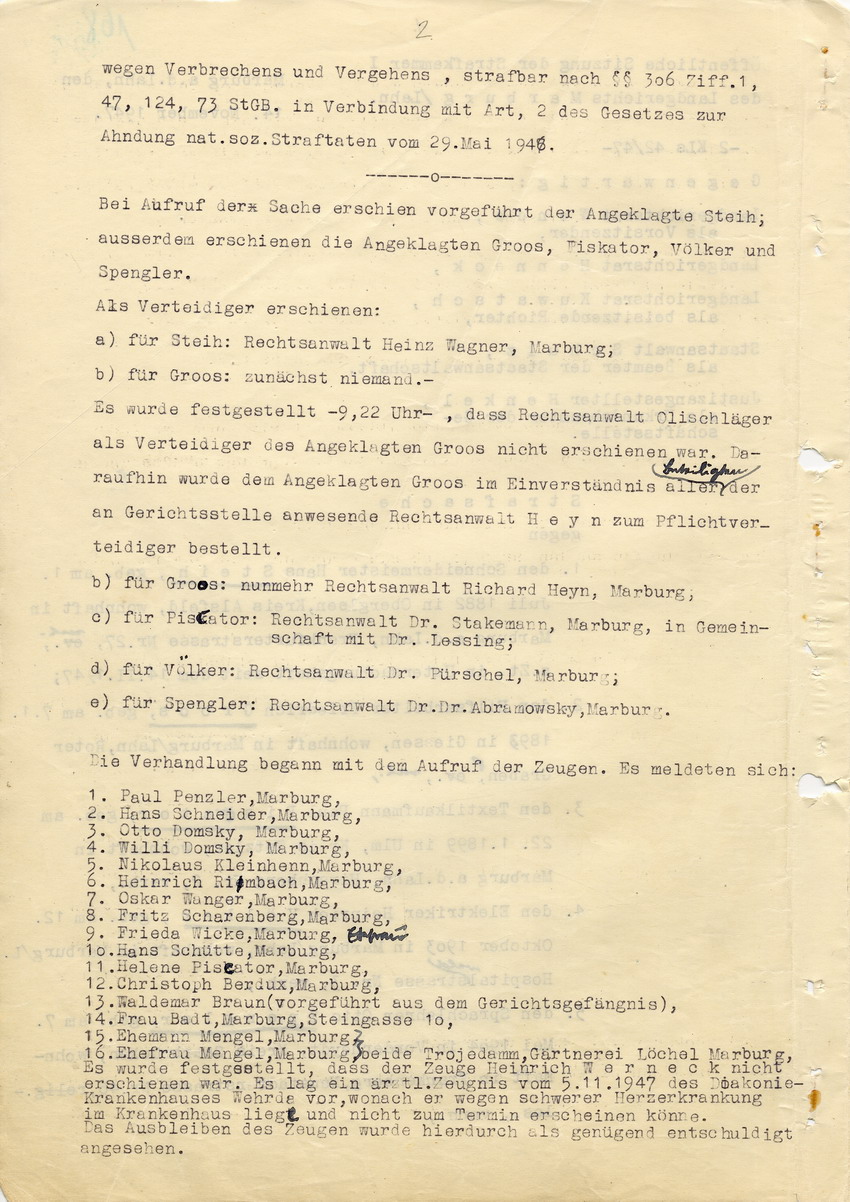 2
wegen Verbrechens und Vergehens , strafbar nach §§ 3o6 Ziff.1,
47, 124, 73 StGB. in Verbindung mit Art, 2 des Gesetzes zur
Ahndung nat.soz.Straftaten vom 29.Mai 1946.
-------o-------
Bei Aufruf der Sache erschien vorgeführt der Angeklagte Steih;
ausserdem erschienen die Angeklagten Groos, Piskator, Völker und
Spengler.
Als Verteidiger erschienen:
a) für Steih: Rechtsanwalt Heinz Wagner, Marburg;
b) für Groos: zunächst niemand.-
Es wurde festgestellt -9,22 Uhr- , dass Rechtsanwalt Olischläger
als Verteidiger des Angeklagten Groos nicht erschienen war. Da-
raufhin wurde dem Angeklagten Groos im Einverständnis aller Beteiligten der
an Gerichtsstelle anwesende Rechtsanwalt H e y n zum Pflichtver-
teidiger bestellt.
b) für Groos: nunmehr Rechtsanwalt Richard Heyn, Marburg;
c) für Piscator: Rechtsanwalt Dr. Stakemann, Marburg, in Gemein-
schaft mit Dr. Lessing;
d) für Völker: Rechtsanwalt Dr. Pürschel, Marburg;
e) für Spengler: Rechtsanwalt Dr.Dr.Abramowsky,Marburg.
Die Verhandlung begann mit dem Aufruf der Zeugen. Es meldeten sich:
1. Paul Penzler,Marburg,
2. Hans Schneider,Marburg,
3. Otto Domsky, Marburg,
4. Willi Domsky, Marburg,
5. Nikolaus Kleinhenn,Marburg,
6. Heinrich Rimbach,Marburg,
7. Oskar Wanger,Marburg,
8. Fritz Scharenberg,Marburg,
9. Frieda Wicke,Marburg, Ehefrau
1o.Hans Schütte,Marburg,
11.Helene Piscator,Marburg,
12.Christoph Berdux,Marburg,
13.Waldemar Braun(vorgeführt aus dem Gerichtsgefängnis),
14.Frau Badt,Marburg,Steingasse 1o,
15.Ehemann Mengel,Marburg
16.Ehefrau Mengel,Marburg)beide Trojedamm,Gärtnerei Löchel Marburg,
Es wurde festgestellt, dass der Zeuge Heinrich W e r n e c k nicht
erschienen war. Es lag ein ärztl.Zeugnis vom 5.11.1947 des Diakonie-
Krankenhauses Wehrda vor,wonach er wegen schwerer Herzerkrankung
im Krankenhaus liegt und nicht zum Termin erscheinen könne.
Das Ausbleiben des Zeugen wurde hierdurch als genügend entschuldigt
angesehen.